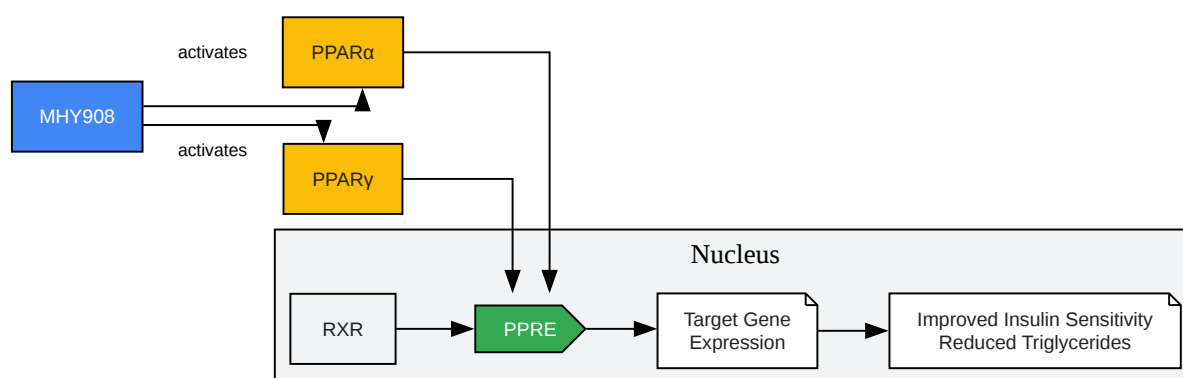 activates
PPARα
MHY908
activates
PPARγ
Nucleus
RXR
PPRE
Target Gene
Expression
Improved Insulin Sensitivity
Reduced Triglycerides